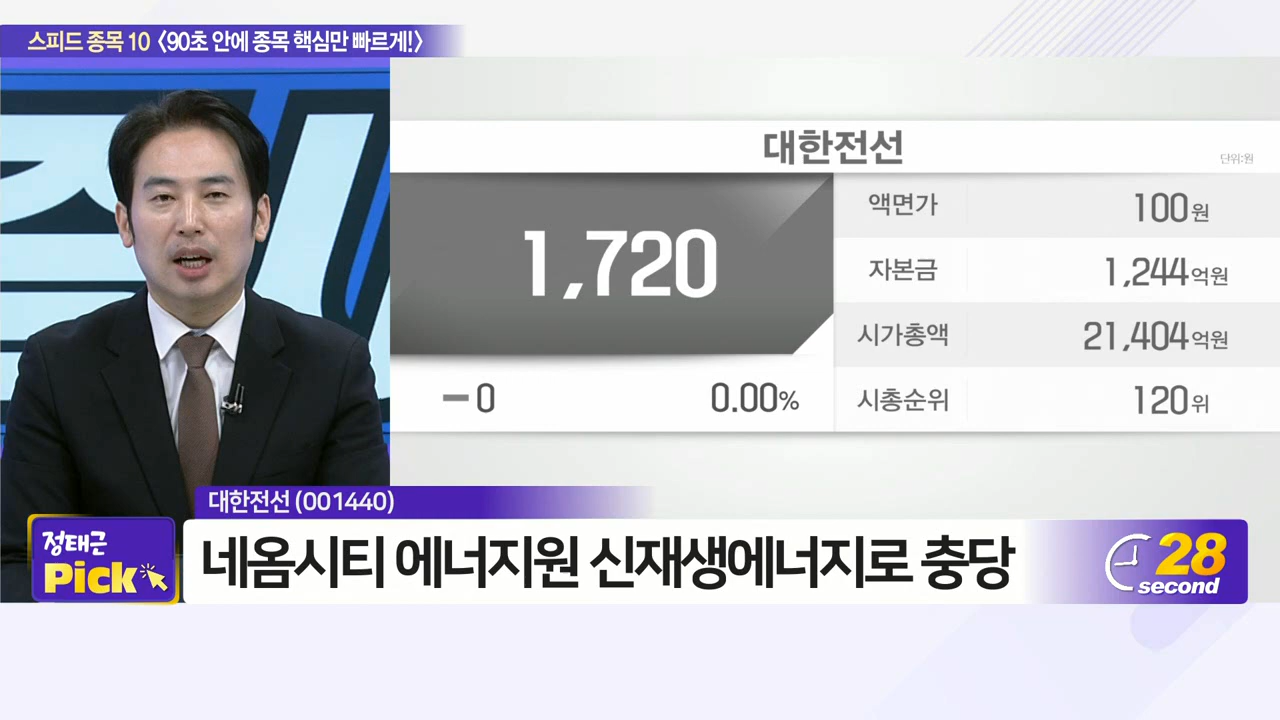 스피드 종목 10 〈90초 안에 종목 핵심만 빠르게!〉
대한전선
단위:원
1,720
0
0.00%
액면가 100원
자본금 1,244억원
시가총액 21,404억원
시총순위 120위
대한전선 (001440)
정태근
Pick
네옴시티 에너지원 신재생에너지로 충당
28
second